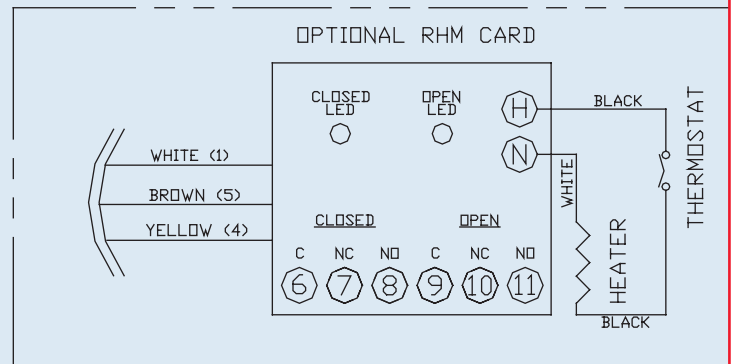 OPTIONAL RHM CARD
CLOSED
LED
OPEN
LED
H
BLACK
THERMOSTAT
N
WHITE
WHITE (1)
BROWN (5)
YELLOW (4)
CLOSED
OPEN
C NC NO C NC NO
6 7 8 9 10 11
HEATER
BLACK